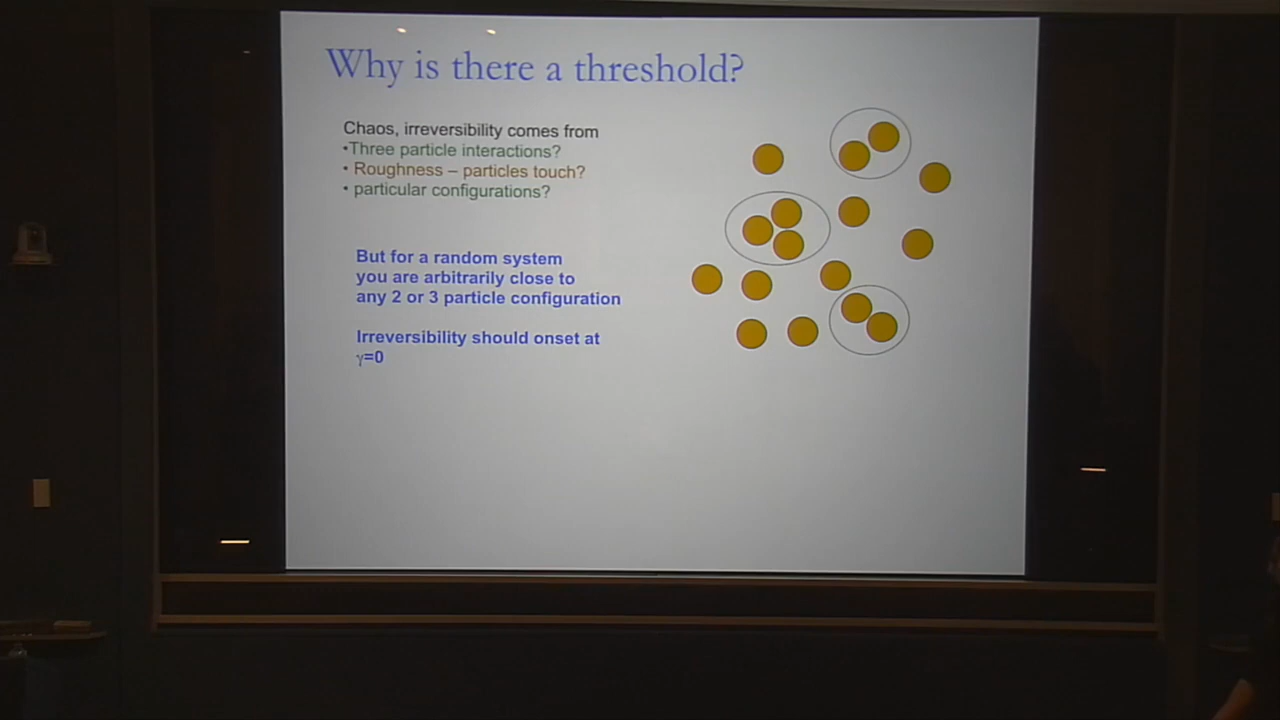 Why is there a threshold?
Chaos, irreversibility comes from
•Three particle interactions?
• Roughness – particles touch?
• particular configurations?
But for a random system
you are arbitrarily close to
any 2 or 3 particle configuration
Irreversibility should onset at
γ=0